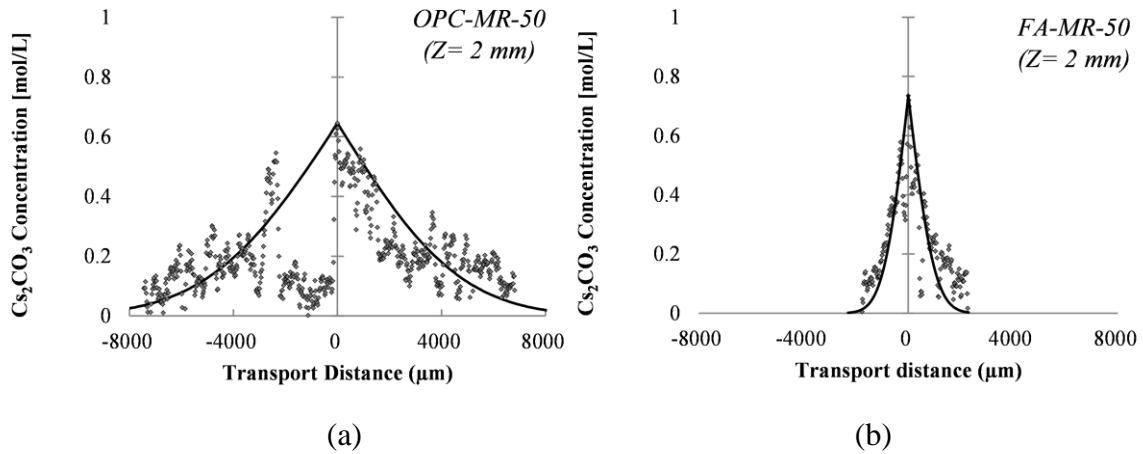 OPC-MR-50
(Z= 2 mm)
Cs₂CO₃ Concentration [mol/L]
1
0.8
0.6
0.4
0.2
0
-8000 -4000 0 4000 8000
Transport Distance (µm)
(a)
FA-MR-50
(Z= 2 mm)
Cs₂CO₃ Concentration [mol/L]
1
0.8
0.6
0.4
0.2
0
-8000 -4000 0 4000 8000
Transport distance (µm)
(b)